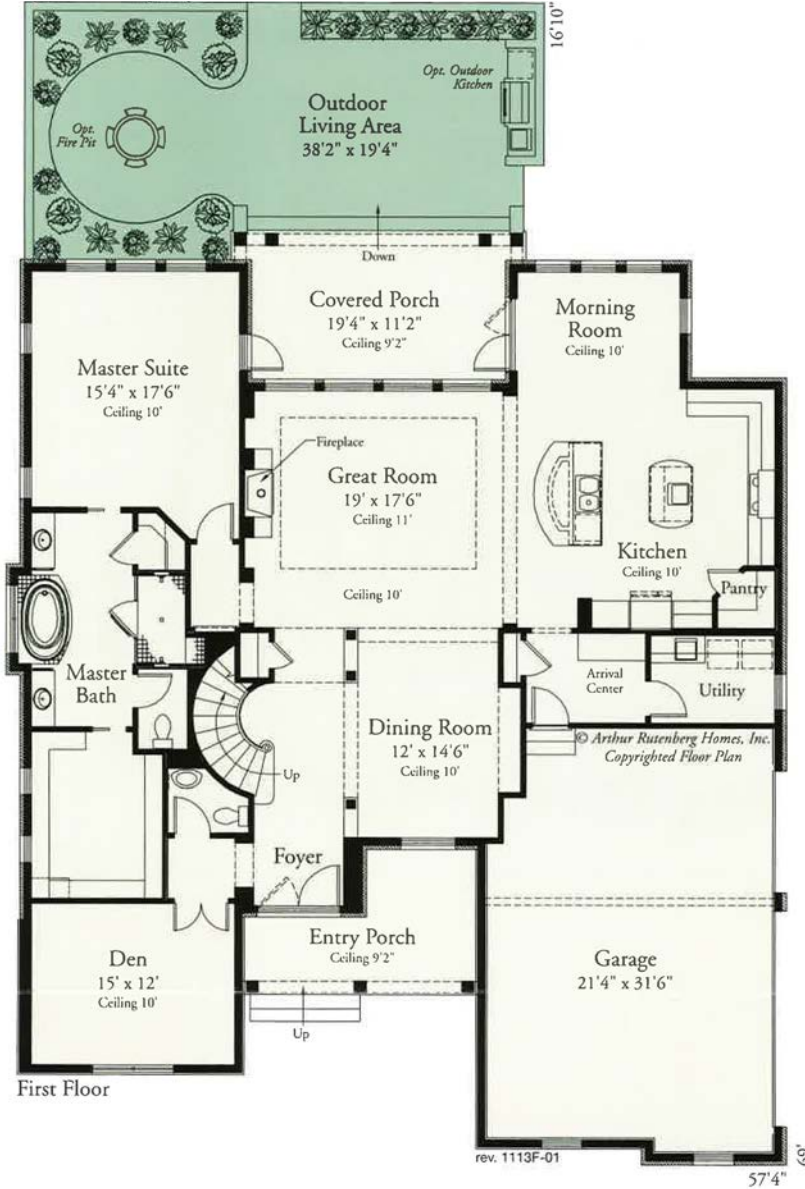 16'10"
Opt. Outdoor
Kitchen
Outdoor
Living Area
38'2" x 19'4"
Opt.
Fire Pit
Down
Covered Porch
19'4" x 11'2"
Ceiling 9'2"
Morning
Room
Ceiling 10'
Master Suite
15'4" x 17'6"
Ceiling 10'
Fireplace
Great Room
19' x 17'6"
Ceiling 11'
Ceiling 10'
Kitchen
Ceiling 10'
Pantry
Master
Bath
Arrival
Center
Utility
Dining Room
12' x 14'6"
Ceiling 10'
© Arthur Rutenberg Homes, Inc.
Copyrighted Floor Plan
Up
Foyer
Entry Porch
Ceiling 9'2"
Den
15' x 12'
Ceiling 10'
Garage
21'4" x 31'6"
Up
First Floor
rev. 1113F-01
69'
57'4"